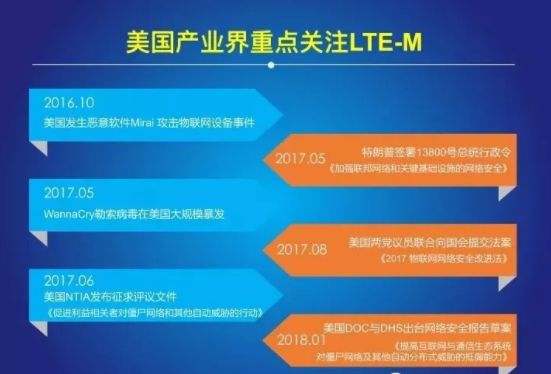 美国产业界重点关注LTE-M
2016.10
美国发生恶意软件Mirai 攻击物联网设备事件
2017.05
特朗普签署13800号总统行政令
《加强联邦网络和关键基础设施的网络安全》
2017.05
WannaCry勒索病毒在美国大规模暴发
2017.08
美国两党议员联合向国会提交法案
《2017 物联网网络安全改进法》
2017.06
美国NTIA发布征求评议文件
《促进利益相关者对僵尸网络和其他自动威胁的行动》
2018.01
美国DOC与DHS出台网络安全报告草案
《提高互联网与通信生态系统
对僵尸网络及其他自动分布式威胁的抵御能力》